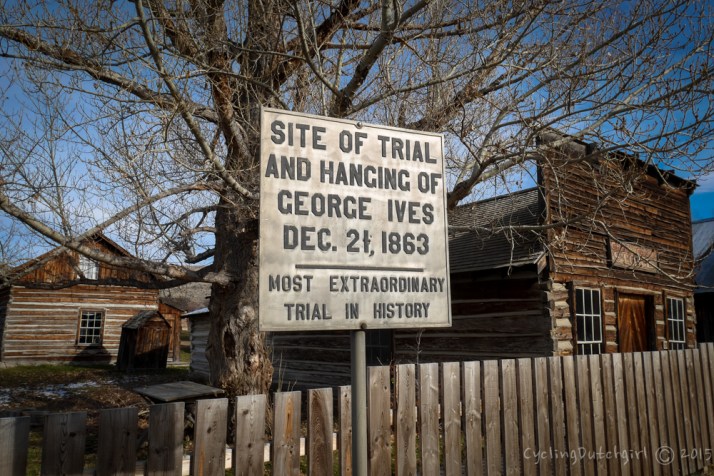 SITE OF TRIAL
AND HANGING OF
GEORGE IVES
DEC. 21, 1863
MOST EXTRAORDINARY
TRIAL IN HISTORY
CyclingDutchgirl © 2015